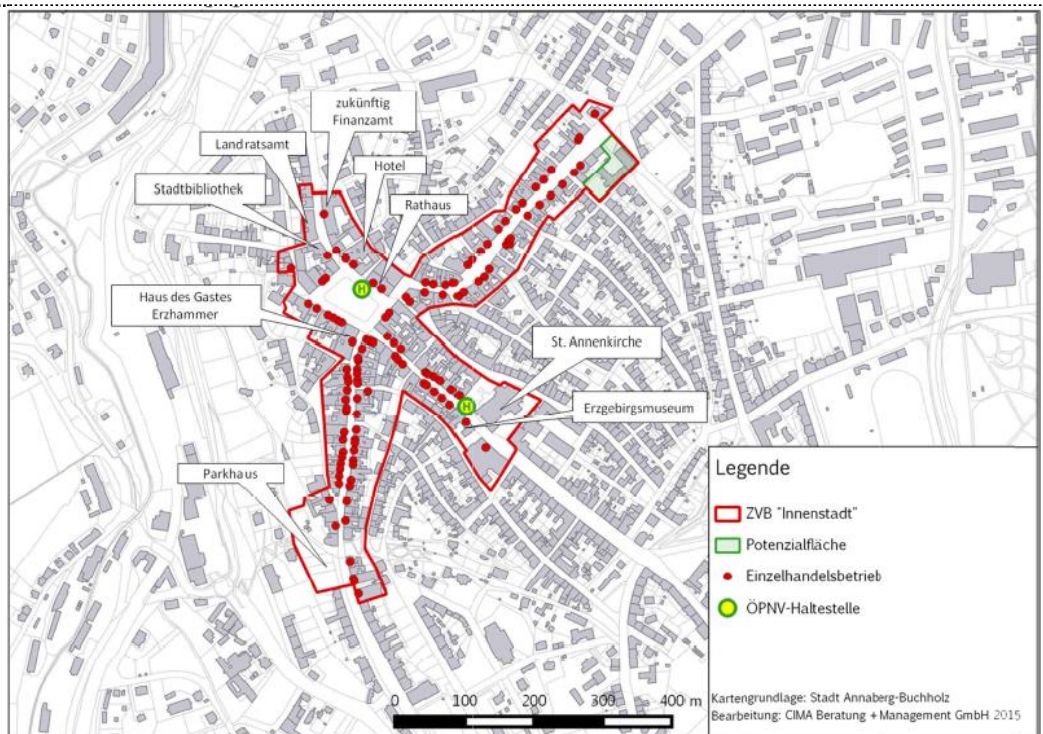 zukünftig
Finanzamt
Landratsamt
Hotel
Stadtbibliothek
Rathaus
H
Haus des Gastes
Erzhammer
St. Annenkirche
H
Erzgebirgsmuseum
Parkhaus
Legende
ZVB "Innenstadt"
Potenzialfläche
Einzelhandelsbetrieb
H ÖPNV-Haltestelle
0 100 200 300 400 m
Kartengrundlage: Stadt Annaberg-Buchholz
Bearbeitung: CIMA Beratung + Management GmbH 2015